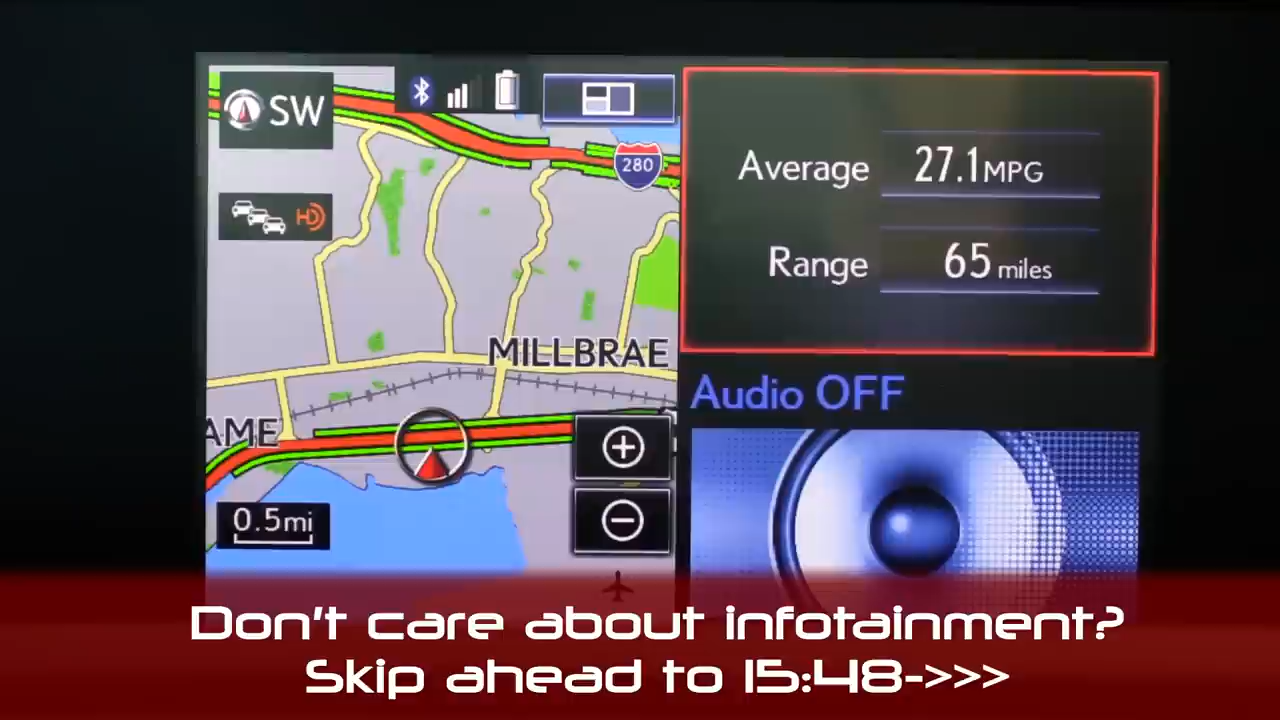 SW
280
HD
Average 27.1MPG
Range 65 miles
MILLBRAE
AME
Audio OFF
0.5mi
Don't care about infotainment?
Skip ahead to 15:48->>>